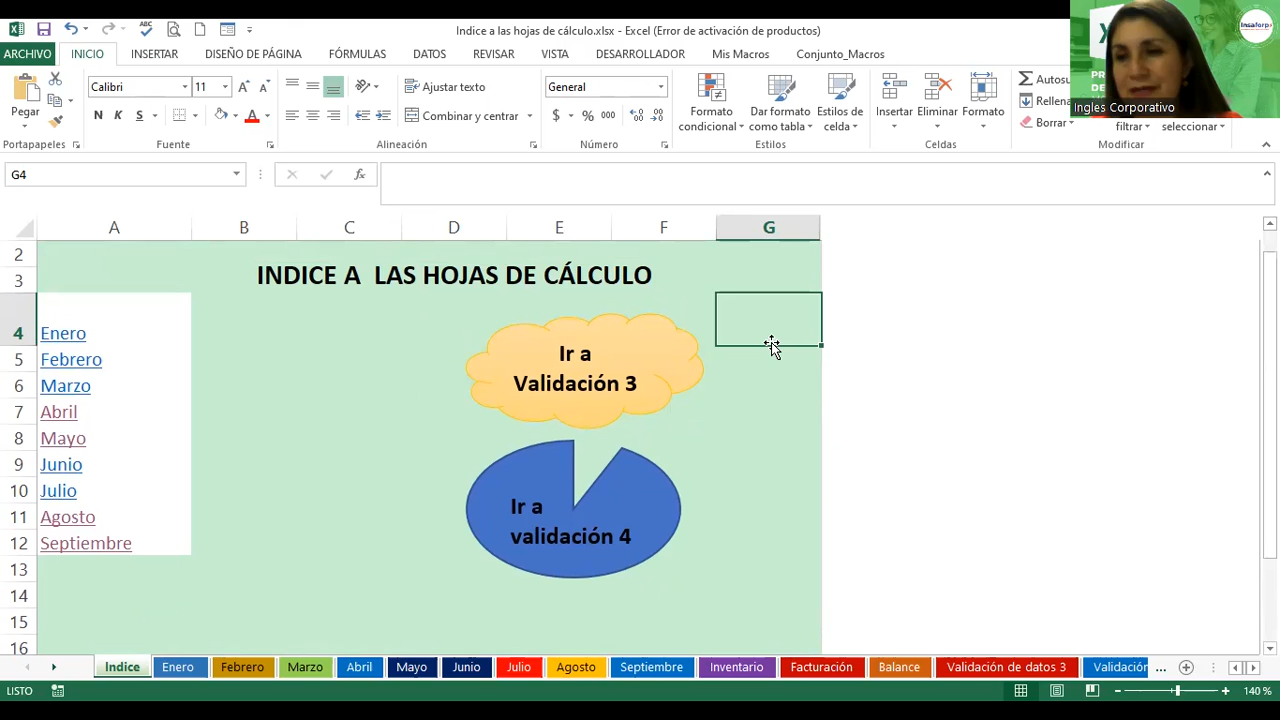 Indice a las hojas de cálculo.xlsx - Excel (Error de activación de productos)
ARCHIVO INICIO INSERTAR DISEÑO DE PÁGINA FÓRMULAS DATOS REVISAR VISTA DESARROLLADOR Mis Macros Conjunto_Macros
Insaforp
Ingles Corporativo
Pegar
Calibri 11
N K S
Ajustar texto
Combinar y centrar
General
$ % 000
Formato condicional
Dar formato como tabla
Estilos de celda
Insertar Eliminar Formato
Autosu
Rellena
Borrar
filtrar
seleccionar
Portapapeles Fuente Alineación Número Estilos Celdas Modificar
G4
fx
A B C D E F G
2
3
4
5
6
7
8
9
10
11
12
13
14
15
16
INDICE A LAS HOJAS DE CÁLCULO
Enero
Febrero
Marzo
Abril
Mayo
Junio
Julio
Agosto
Septiembre
Ir a
Validación 3
Ir a
validación 4
Indice Enero Febrero Marzo Abril Mayo Junio Julio Agosto Septiembre Inventario Facturación Balance Validación de datos 3 Validación ...
LISTO
140 %